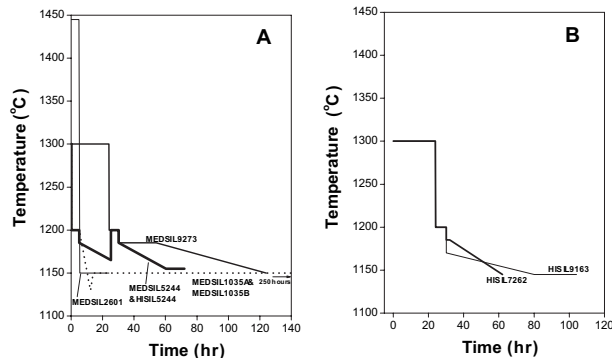 A
Temperature (°C)
1450
1400
1350
1300
1250
1200
1150
1100
0 20 40 60 80 100 120 140
Time (hr)
MEDSIL9273
MEDSIL2601
MEDSIL5244
& HISIL5244
MEDSIL1035A&
MEDSIL1035B
250 hours
B
Temperature (°C)
1450
1400
1350
1300
1250
1200
1150
1100
0 20 40 60 80 100 120
Time (hr)
HISIL9163
HISIL7262